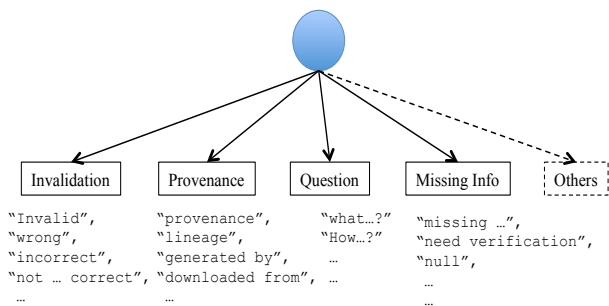 Invalidation Provenance Question Missing Info Others
“Invalid”,
“wrong”,
“incorrect”,
“not … correct”,
…
“provenance”,
“lineage”,
“generated by”,
“downloaded from”,
…
“what…?”
“How…?”
…
…
“missing …”,
“need verification”,
“null”,
…
…